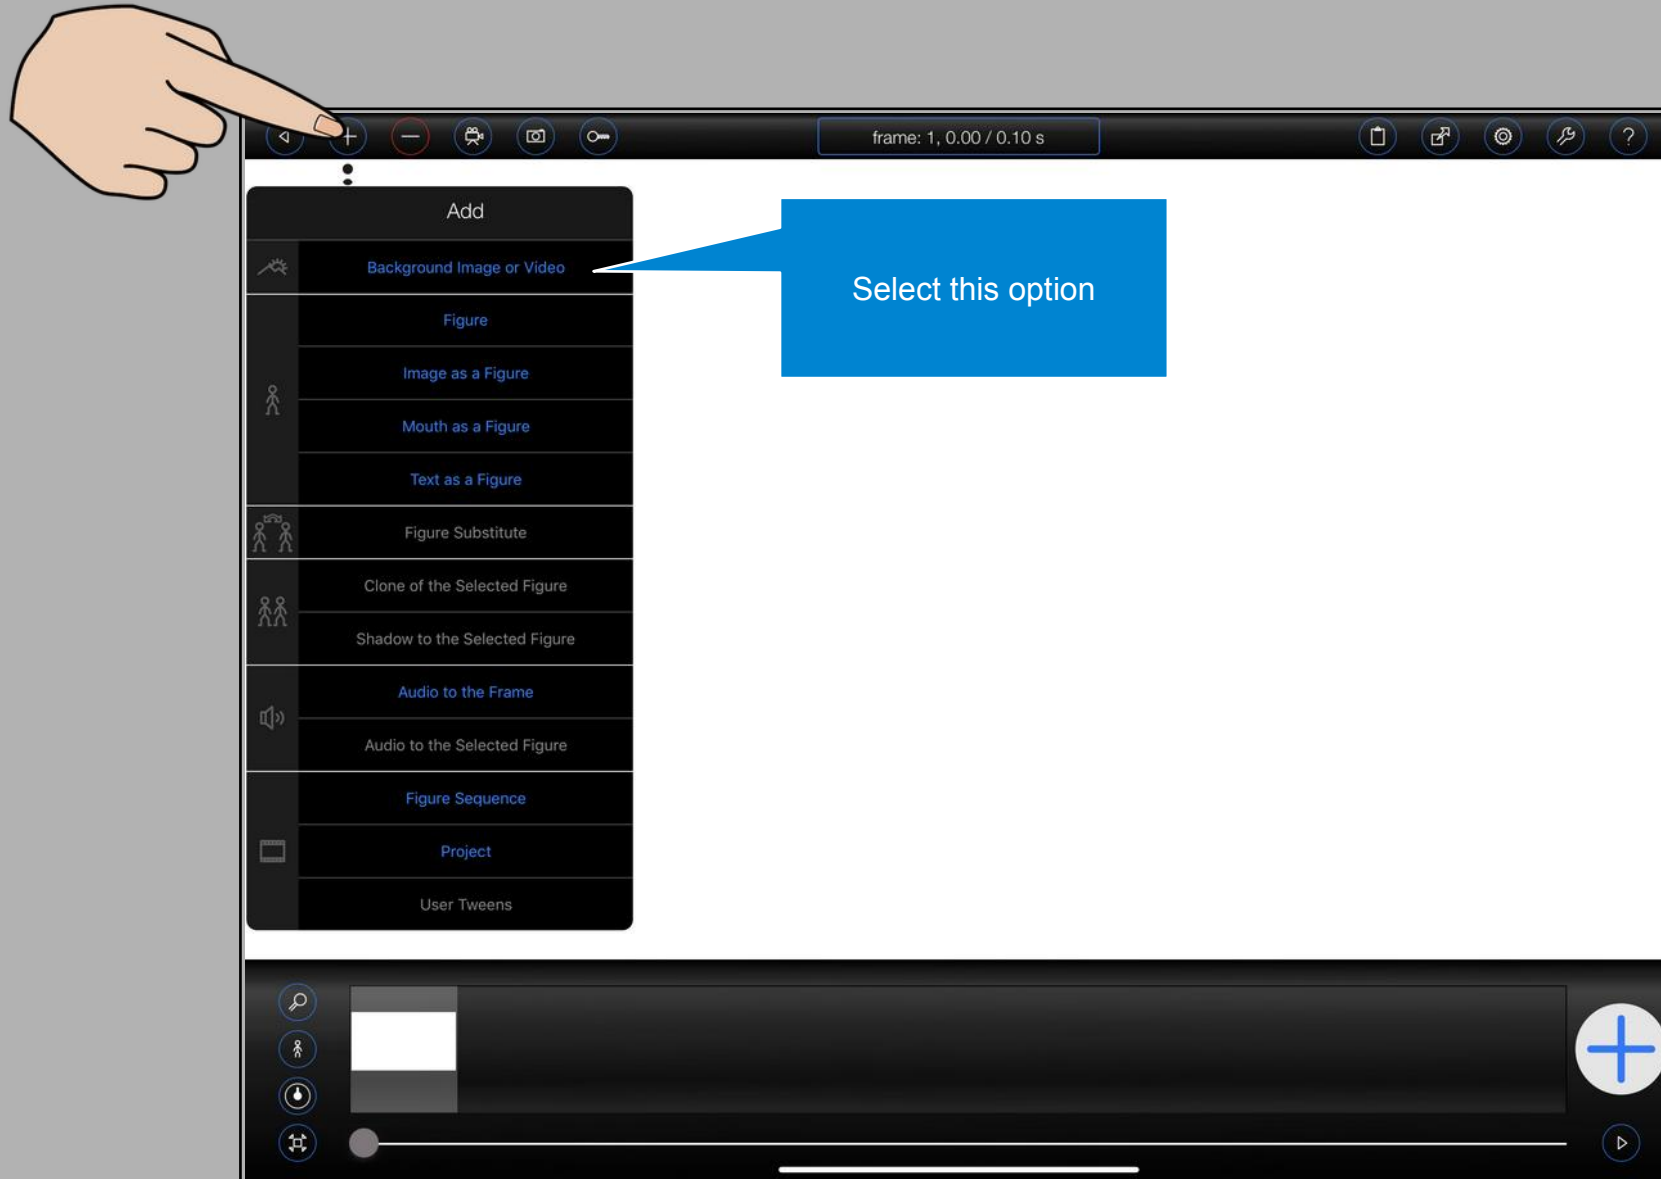 frame: 1, 0.00 / 0.10 s
?
Add
Background Image or Video
Select this option
Figure
Image as a Figure
Mouth as a Figure
Text as a Figure
Figure Substitute
Clone of the Selected Figure
Shadow to the Selected Figure
Audio to the Frame
Audio to the Selected Figure
Figure Sequence
Project
User Tweens